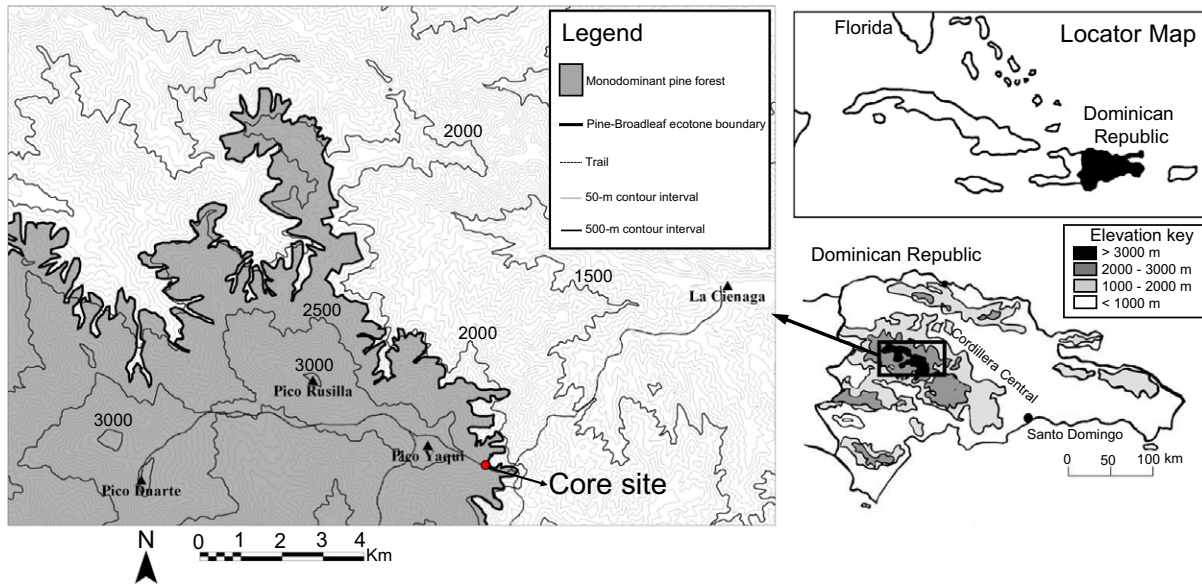 Legend
Monodominant pine forest
Pine-Broadleaf ecotone boundary
Trail
50-m contour interval
500-m contour interval
2000
1500
La Cienaga
2500
2000
3000
Pico Rusilla
3000
Pico Yaqui
Pico Duarte
Core site
N
0 1 2 3 4
Km
Florida
Locator Map
Dominican
Republic
Dominican Republic
Elevation key
> 3000 m
2000 - 3000 m
1000 - 2000 m
< 1000 m
Cordillera Central
Santo Domingo
0 50 100 km